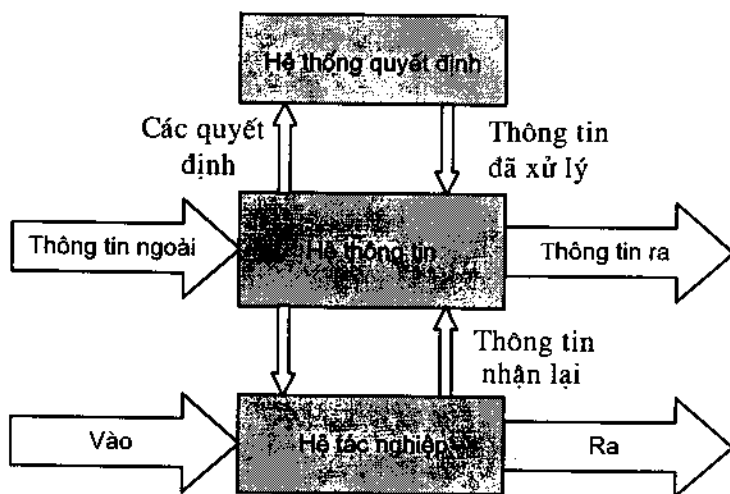 Hệ thống quyết định
Các quyết
định
Thông tin
đã xử lý
Thông tin ngoài
Hệ thông tin
Thông tin ra
Thông tin
nhận lại
Vào
Hệ tác nghiệp
Ra